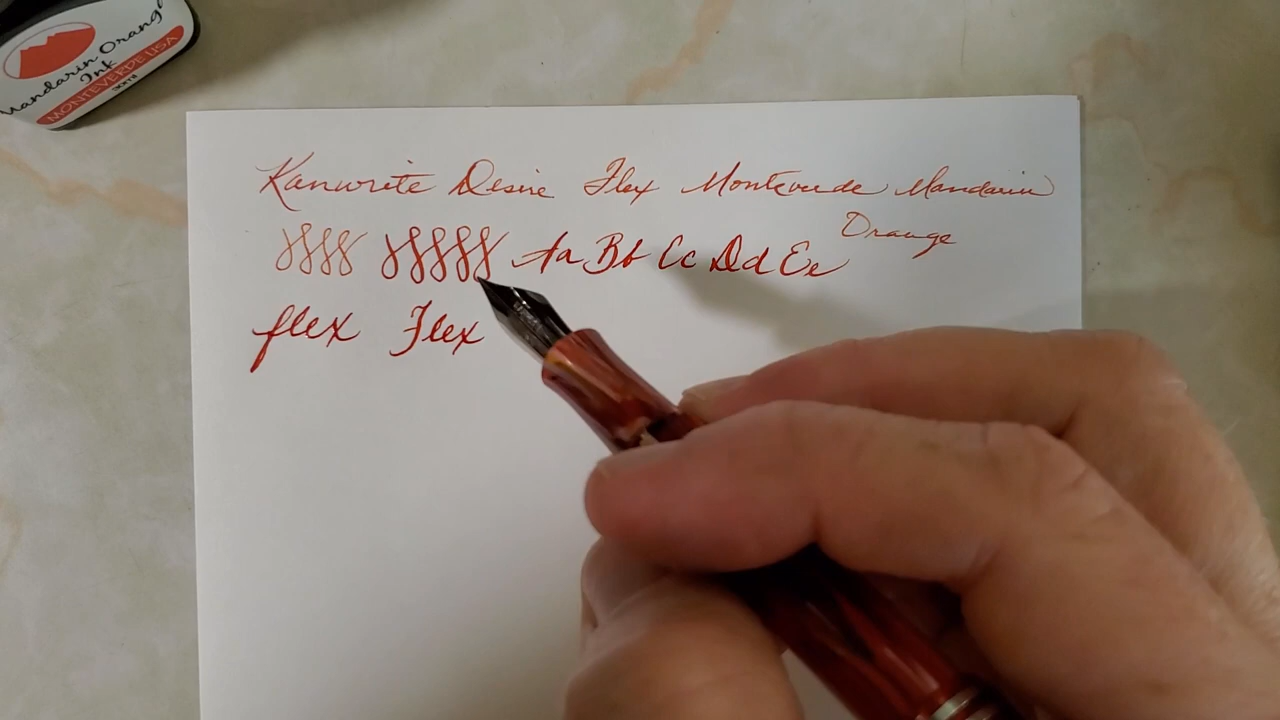 Mandarin Orange
Ink
MONTEVERDE USA
Kanwrite Desire Flex Monteverde Mandarin
Orange
Aa Bb Cc Dd Ee
flex Flex